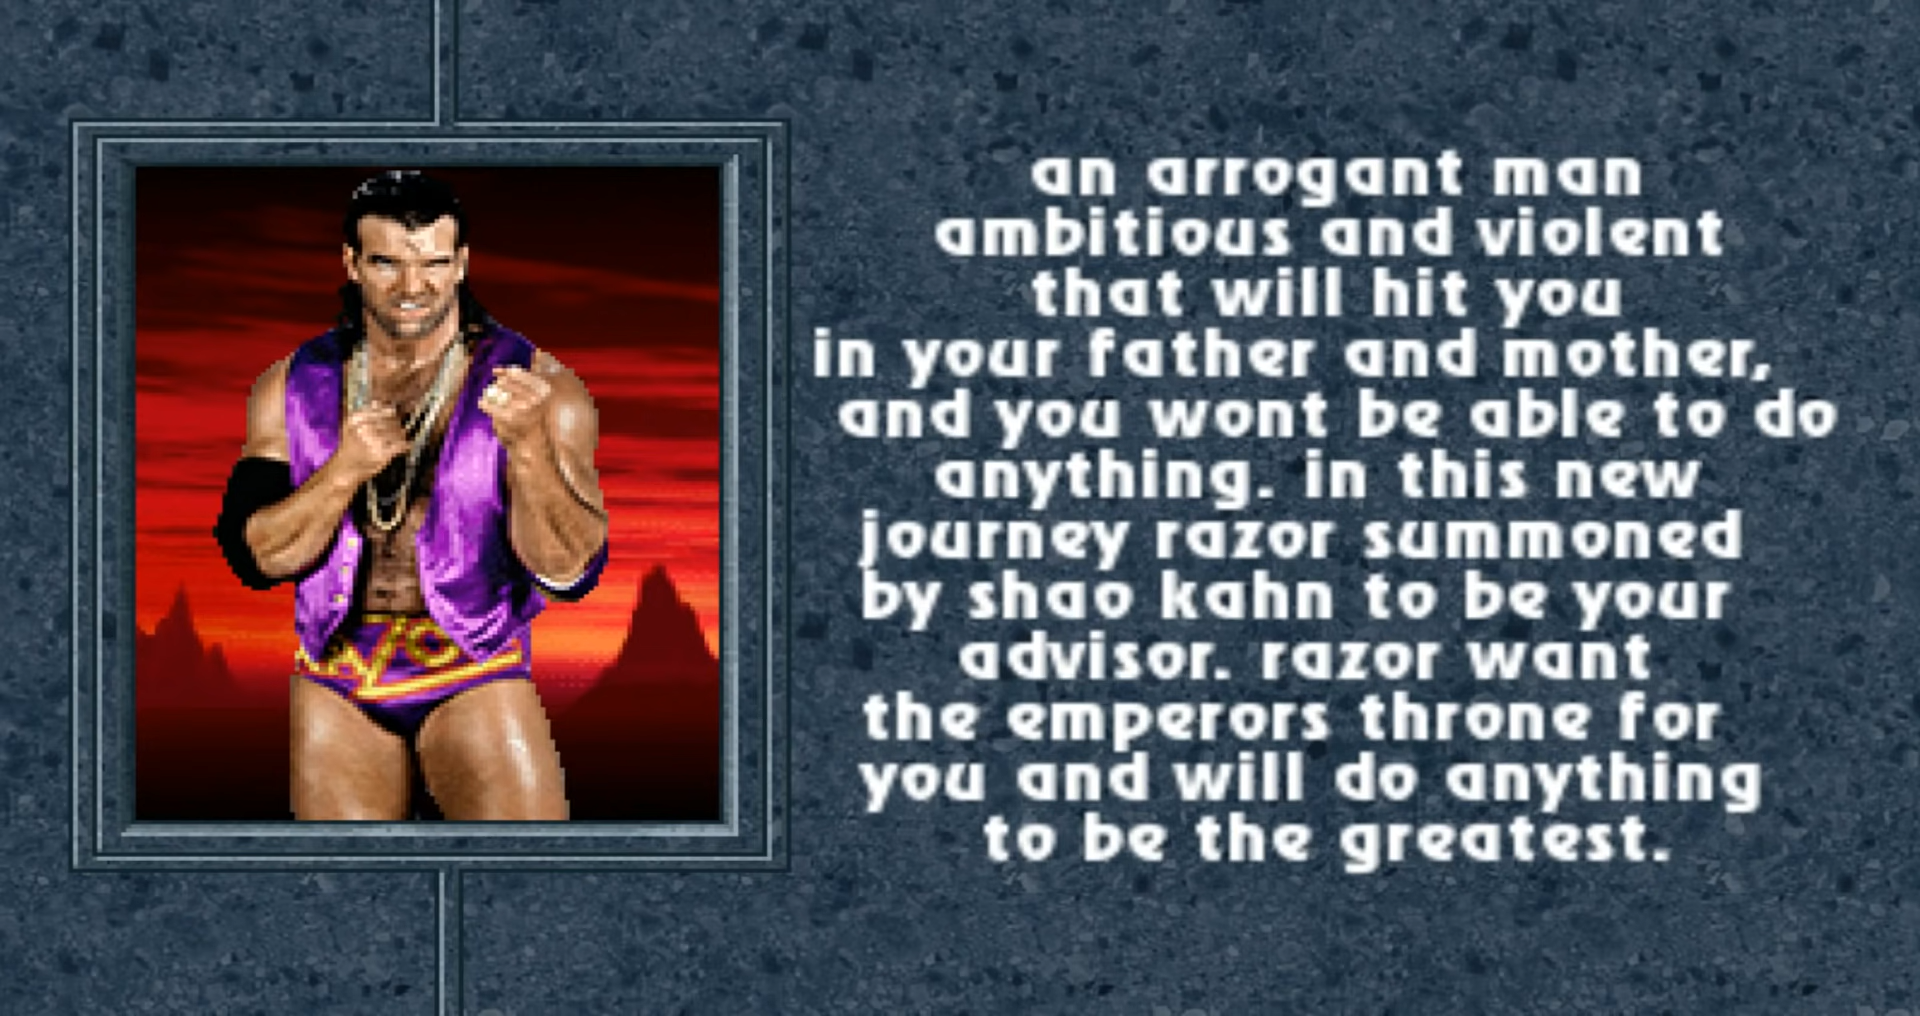 an arrogant man
ambitious and violent
that will hit you
in your father and mother,
and you wont be able to do
anything. in this new
journey razor summoned
by shao kahn to be your
advisor. razor want
the emperors throne for
you and will do anything
to be the greatest.